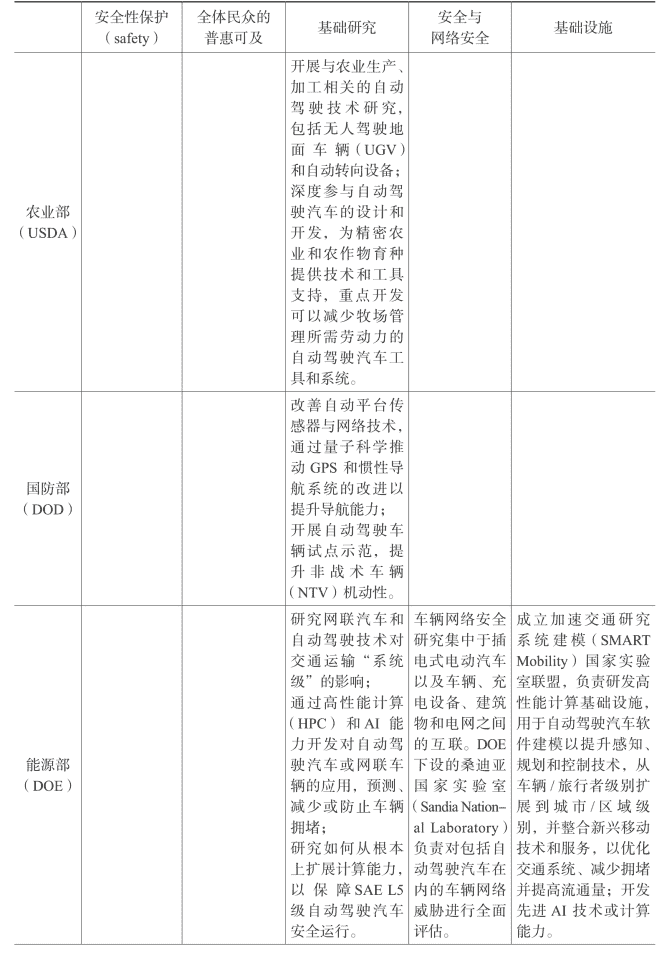 安全性保护
（safety）
全体民众的
普惠可及
基础研究
安全与
网络安全
基础设施
农业部
（USDA）
开展与农业生产、
加工相关的自动
驾驶技术研究，
包括无人驾驶地
面车辆（UGV）
和自动转向设备；
深度参与自动驾
驶汽车的设计和
开发，为精密农
业和农作物育种
提供技术和工具
支持，重点开发
可以减少牧场管
理所需劳动力的
自动驾驶汽车工
具和系统。
国防部
（DOD）
改善自动平台传
感器与网络技术，
通过量子科学推
动 GPS 和惯性导
航系统的改进以
提升导航能力；
开展自动驾驶车
辆试点示范，提
升非战术车辆
（NTV）机动性。
能源部
（DOE）
研究网联汽车和
自动驾驶技术对
交通运输“系统
级”的影响；
通过高性能计算
（HPC）和 AI 能
力开发对自动驾
驶汽车或网联车
辆的应用，预测、
减少或防止车辆
拥堵；
研究如何从根本
上扩展计算能力，
以保障 SAE L5
级自动驾驶汽车
安全运行。
车辆网络安全
研究集中于插
电式电动汽车
以及车辆、充
电设备、建筑
物和电网之间
的互联。DOE
下设的桑迪亚
国家实验室
（Sandia Nation–
al Laboratory）
负责对包括自
动驾驶汽车在
内的车辆网络
威胁进行全面
评估。
成立加速交通研究
系统建模（SMART
Mobility）国家实验
室联盟，负责研发高
性能计算基础设施，
用于自动驾驶汽车软
件建模以提升感知、
规划和控制技术，从
车辆 / 旅行者级别扩
展到城市 / 区域级
别，并整合新兴移动
技术和服务，以优化
交通系统、减少拥堵
并提高流通量；开发
先进 AI 技术或计算
能力。